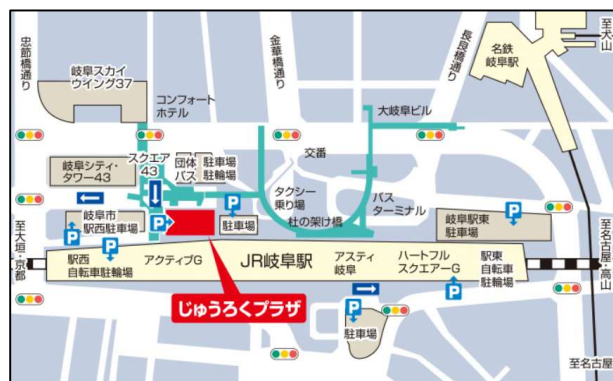 忠節橋通り
金華橋通り
長良橋通り
至犬山
名鉄
岐阜駅
岐阜スカイ
ウイング37
コンフォート
ホテル
大岐阜ビル
交番
スクエア
43
団体
バス
駐車場
駐輪場
岐阜シティ・
タワー43
タクシー
乗り場
バス
ターミナル
杜の架け橋
岐阜市
駅西駐車場
P
P
P
駐車場
岐阜駅東
駐車場
P
至大垣・京都
至名古屋・高山
P
駅西
自転車駐輪場
アクティブG
JR岐阜駅
アスティ
岐阜
ハートフル
スクエアーG
駅東
自転車
駐輪場
P
じゅうろくプラザ
P
駐車場
至名古屋